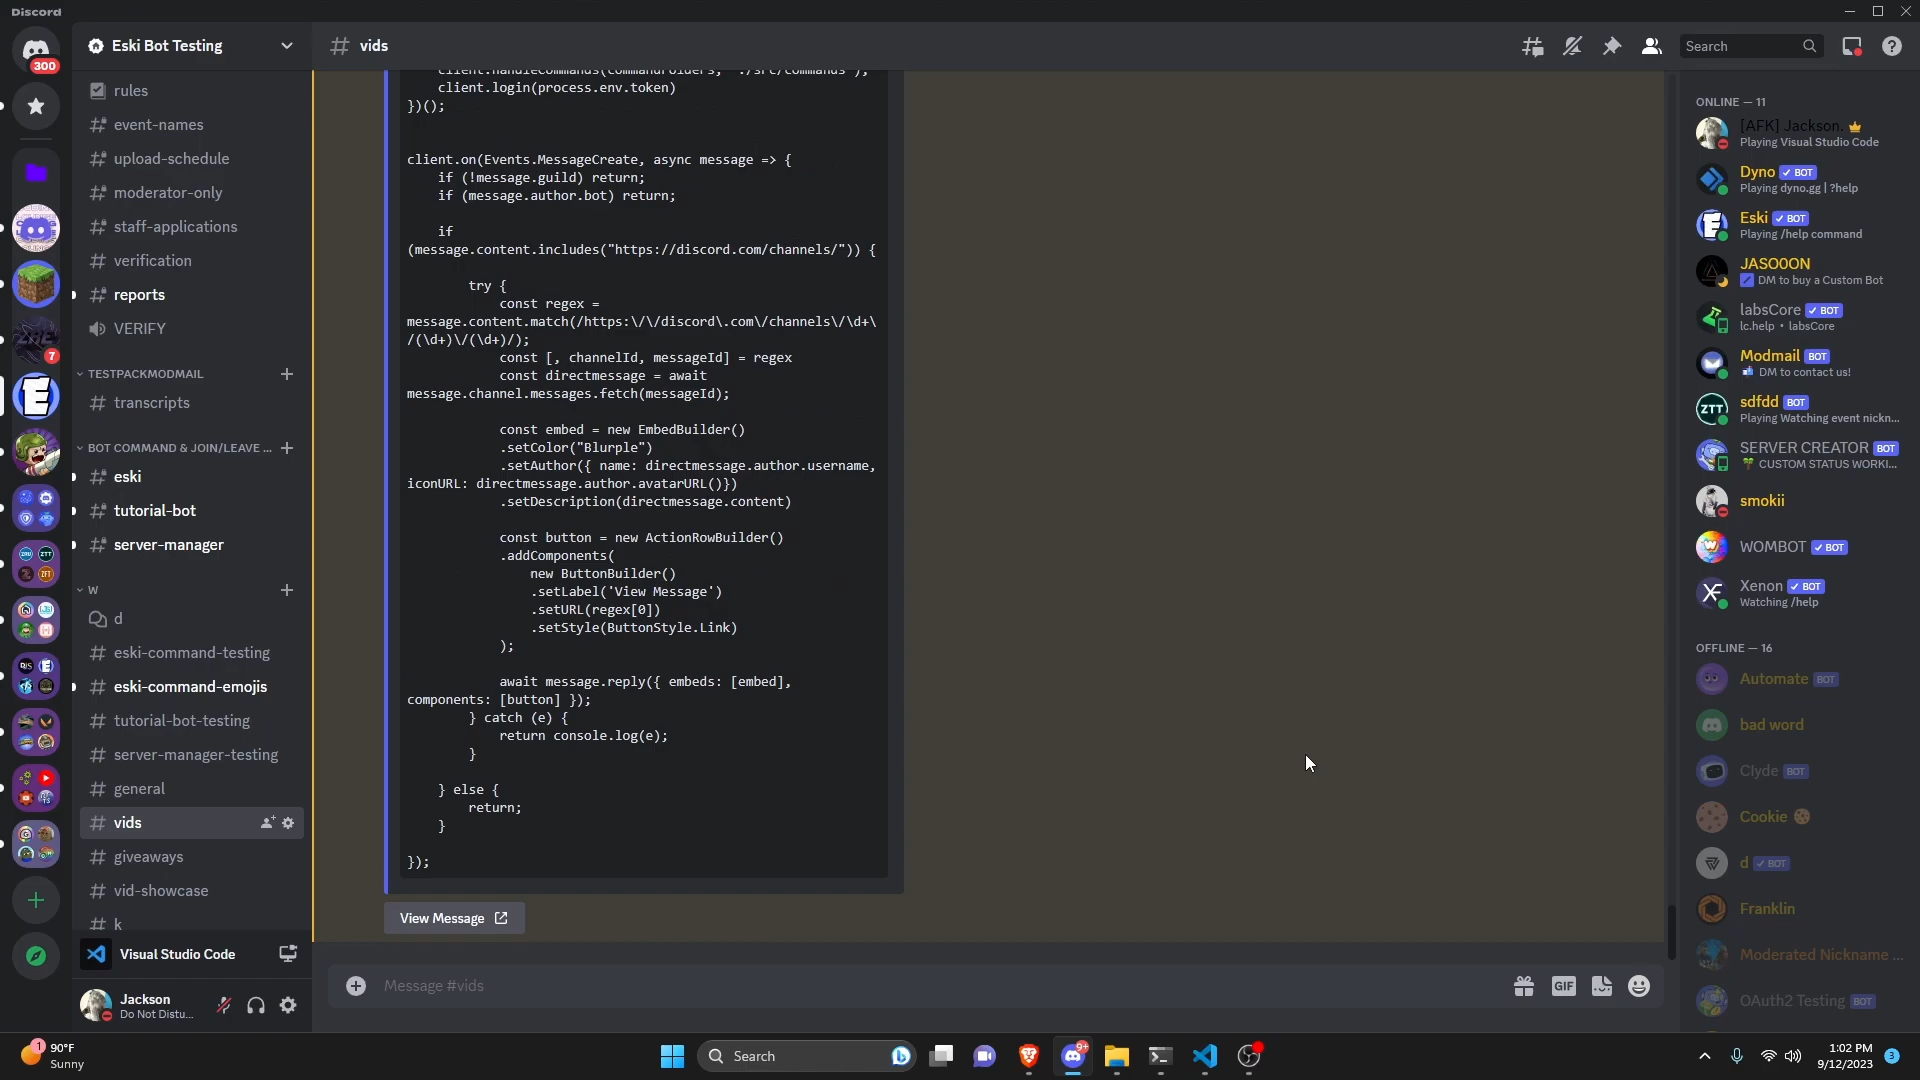 Discord
300
Eski Bot Testing
vids
Search
rules
event-names
upload-schedule
moderator-only
staff-applications
verification
reports
VERIFY
TESTPACKMODMAIL
transcripts
BOT COMMAND & JOIN/LEAVE ...
eski
tutorial-bot
server-manager
W
d
eski-command-testing
eski-command-emojis
tutorial-bot-testing
server-manager-testing
general
vids
giveaways
vid-showcase
k
7
Visual Studio Code
Jackson
Do Not Distu...
client.handleCommands(commandFolders, "./src/commands");
client.login(process.env.token)
})();
client.on(Events.MessageCreate, async message => {
if (!message.guild) return;
if (message.author.bot) return;
if
(message.content.includes("https://discord.com/channels/")) {
try {
const regex =
message.content.match(/https:\/\/discord\.com\/channels\/\d+\
/(\d+)\/(\d+)/);
const [, channelId, messageId] = regex
const directmessage = await
message.channel.messages.fetch(messageId);
const embed = new EmbedBuilder()
.setColor("Blurple")
.setAuthor({ name: directmessage.author.username,
iconURL: directmessage.author.avatarURL()})
.setDescription(directmessage.content)
const button = new ActionRowBuilder()
.addComponents(
new ButtonBuilder()
.setLabel('View Message')
.setURL(regex[0])
.setStyle(ButtonStyle.Link)
);
await message.reply({ embeds: [embed],
components: [button] });
} catch (e) {
return console.log(e);
}
} else {
return;
}
});
View Message
Message #vids
GIF
ONLINE — 11
[AFK] Jackson.
Playing Visual Studio Code
Dyno BOT
Playing dyno.gg | ?help
Eski BOT
Playing /help command
JASO0ON
DM to buy a Custom Bot
labsCore BOT
lc.help • labsCore
Modmail BOT
DM to contact us!
ZTT
sdfdd BOT
Playing Watching event nickn...
SERVER CREATOR BOT
CUSTOM STATUS WORKI...
smokii
WOMBOT BOT
Xenon BOT
Watching /help
OFFLINE — 16
Automate BOT
bad word
Clyde BOT
Cookie
d BOT
Franklin
Moderated Nickname ...
OAuth2 Testing BOT
1
90°F
Sunny
Search
9+
1:02 PM
9/12/2023
3